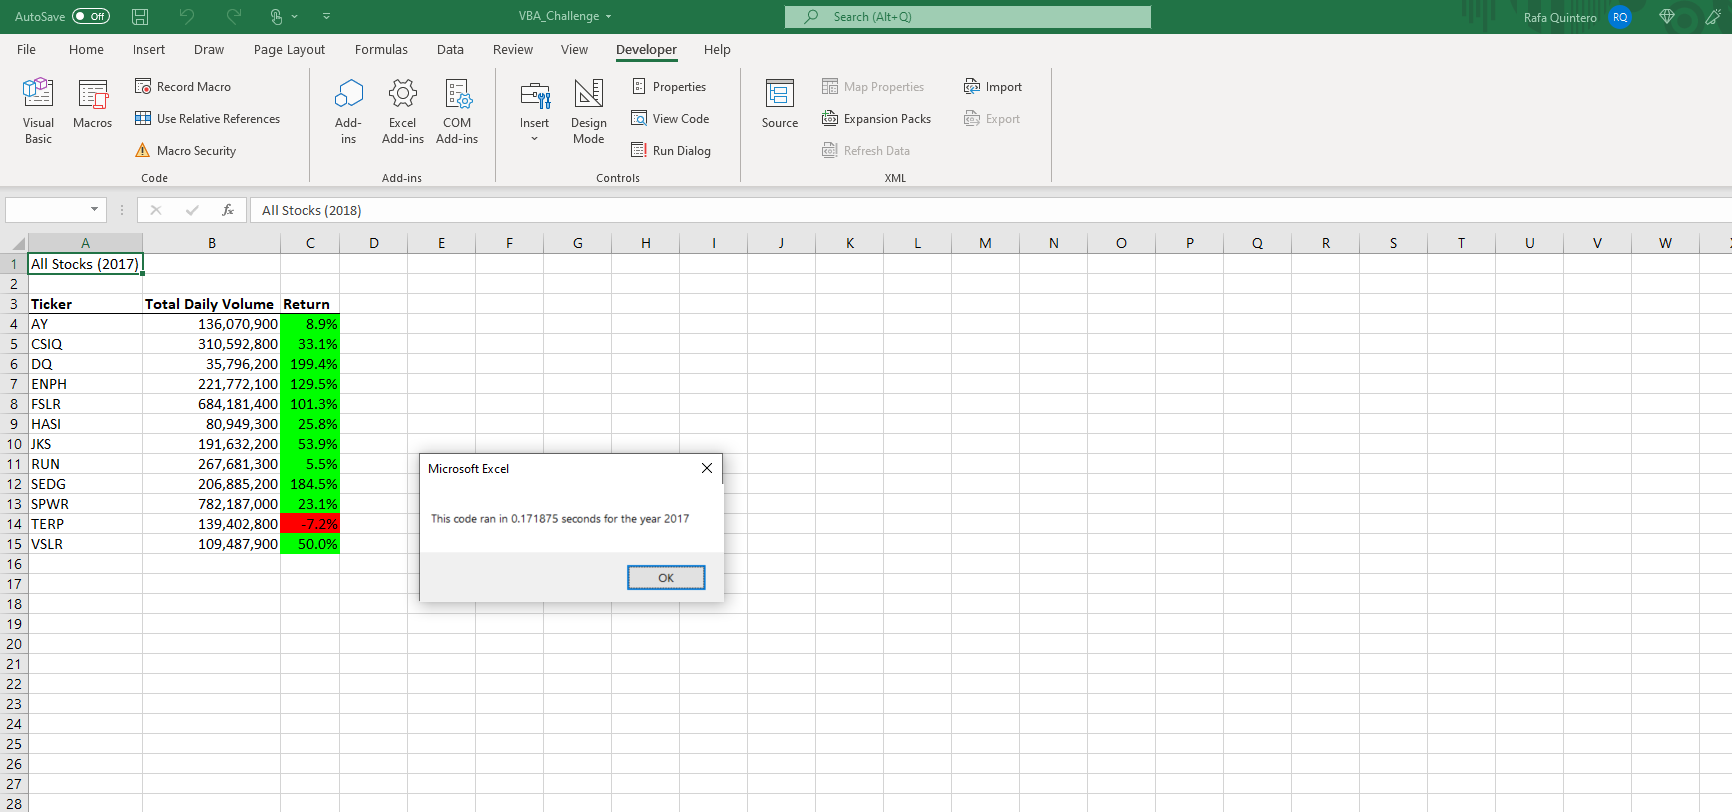 AutoSave Off VBA_Challenge Search (Alt+Q) Rafa Quintero RQ
File Home Insert Draw Page Layout Formulas Data Review View Developer Help
Visual Basic
Macros
Record Macro
Use Relative References
Macro Security
Code
Add-ins
Excel Add-ins
COM Add-ins
Add-ins
Insert
Design Mode
Properties
View Code
Run Dialog
Controls
Source
Map Properties
Expansion Packs
Refresh Data
Import
Export
XML
fx All Stocks (2018)
A B C D E F G H I J K L M N O P Q R S T U V W
1 All Stocks (2017)
2
3 Ticker Total Daily Volume Return
4 AY 136,070,900 8.9%
5 CSIQ 310,592,800 33.1%
6 DQ 35,796,200 199.4%
7 ENPH 221,772,100 129.5%
8 FSLR 684,181,400 101.3%
9 HASI 80,949,300 25.8%
10 JKS 191,632,200 53.9%
11 RUN 267,681,300 5.5%
12 SEDG 206,885,200 184.5%
13 SPWR 782,187,000 23.1%
14 TERP 139,402,800 -7.2%
15 VSLR 109,487,900 50.0%
16
17
18
19
20
21
22
23
24
25
26
27
28
Microsoft Excel
This code ran in 0.171875 seconds for the year 2017
OK